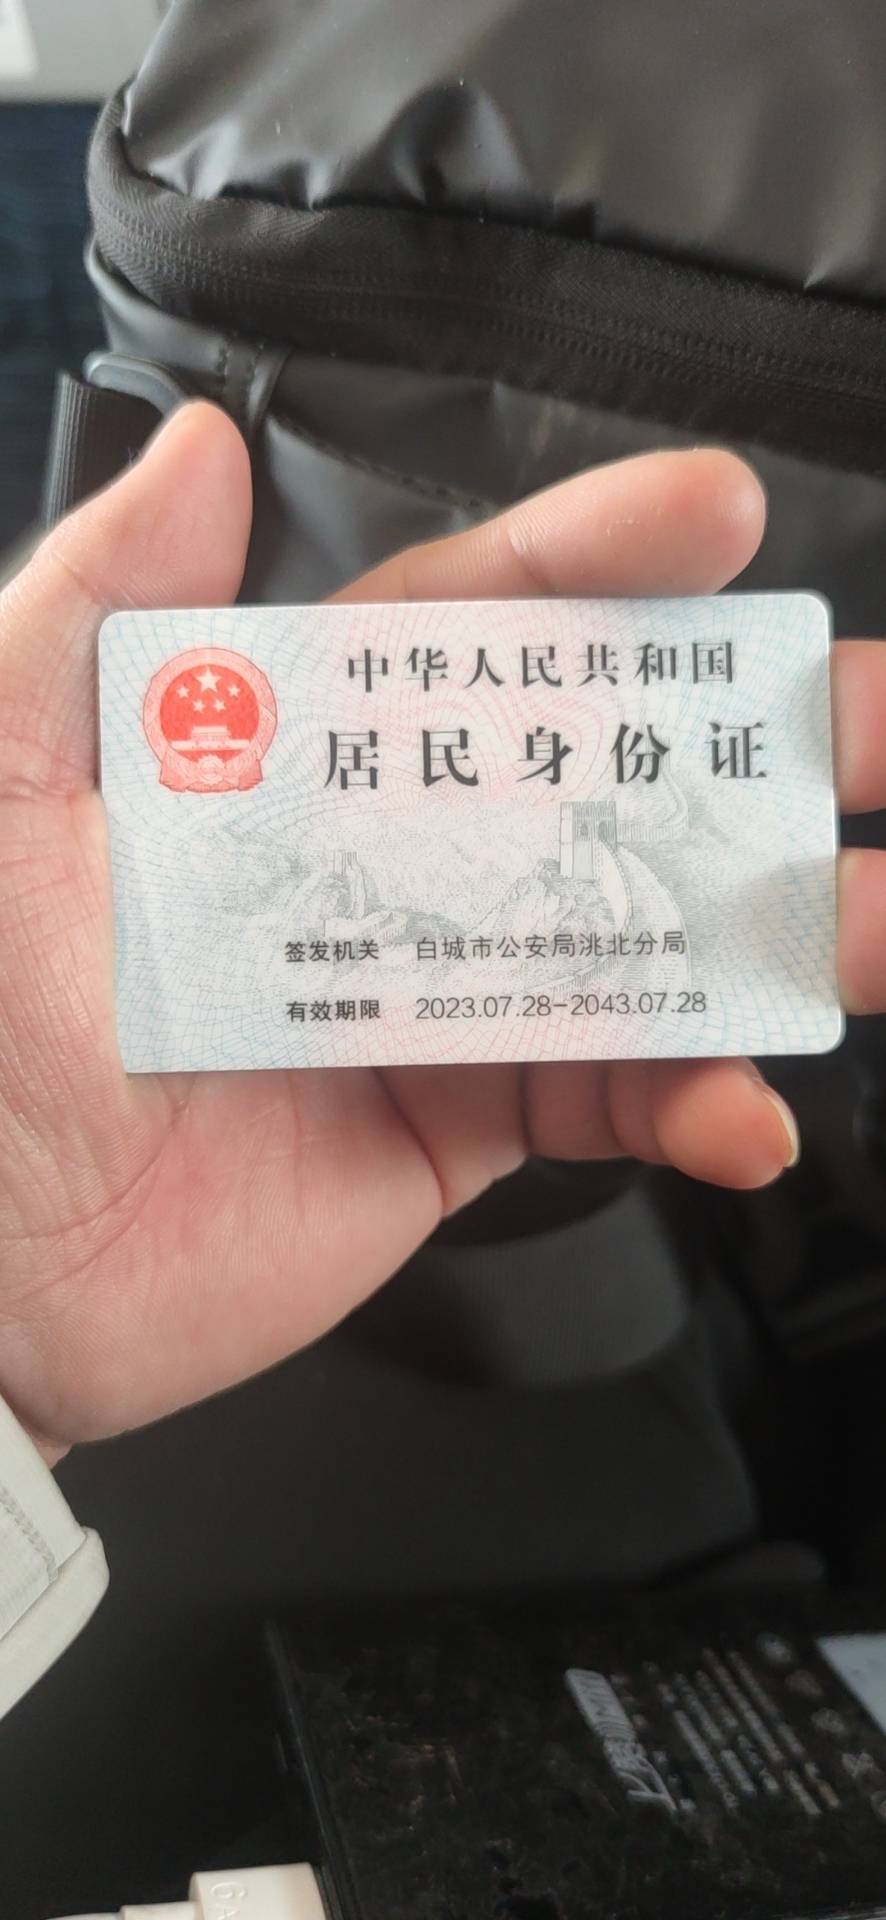 中华人民共和国
居民身份证
签发机关 白城市公安局洮北分局
有效期限 2023.07.28-2043.07.28
6A